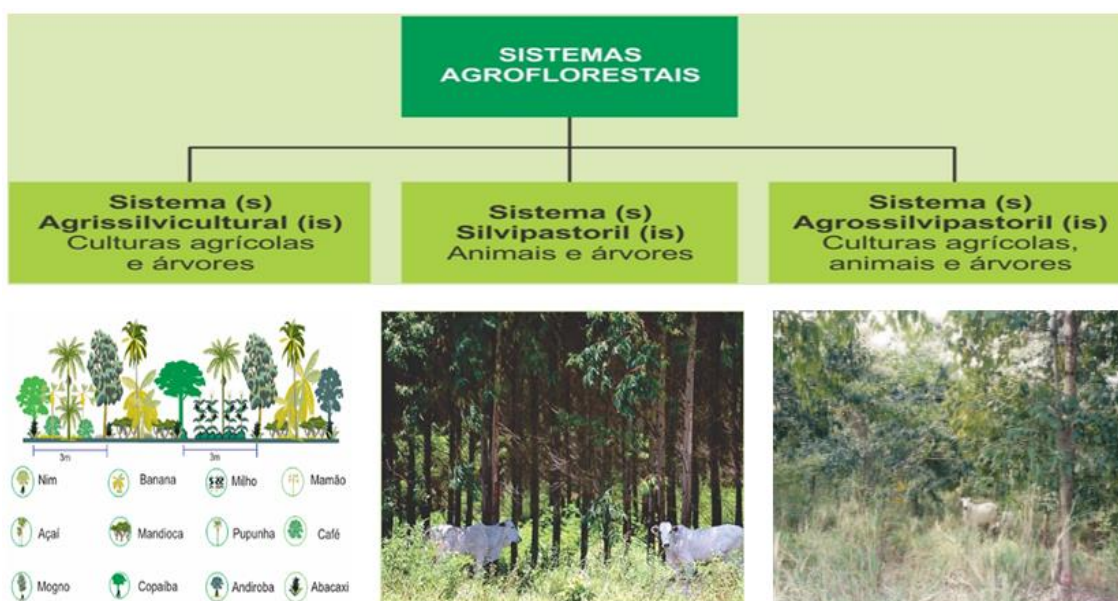 SISTEMAS
AGROFLORESTAIS
Sistema (s)
Agrissilvicultural (is)
Culturas agrícolas
e árvores
Sistema (s)
Silvipastoril (is)
Animais e árvores
Sistema (s)
Agrossilvipastoril (is)
Culturas agrícolas,
animais e árvores
3m
3m
Nim
Banana
Milho
Mamão
Açaí
Mandioca
Pupunha
Café
Mogno
Copaíba
Andiroba
Abacaxi